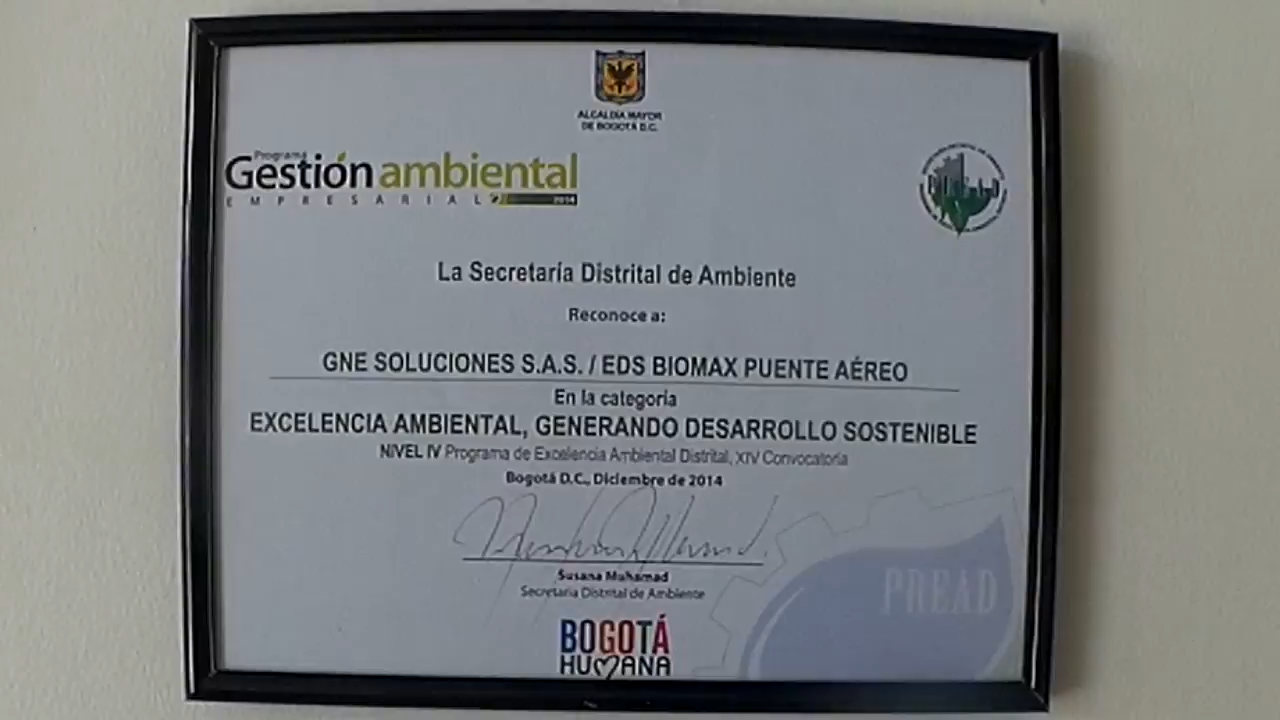 ALCALDÍA MAYOR
DE BOGOTÁ D.C.
Programa
Gestión ambiental
EMPRESARIAL
2014
La Secretaría Distrital de Ambiente
Reconoce a:
GNE SOLUCIONES S.A.S. / EDS BIOMAX PUENTE AÉREO
En la categoría
EXCELENCIA AMBIENTAL, GENERANDO DESARROLLO SOSTENIBLE
NIVEL IV Programa de Excelencia Ambiental Distrital, XIV Convocatoria
Bogotá D.C., Diciembre de 2014
Susana Muhamad
Secretaria Distrital de Ambiente
PREAD
BOGOTÁ
HUMANA